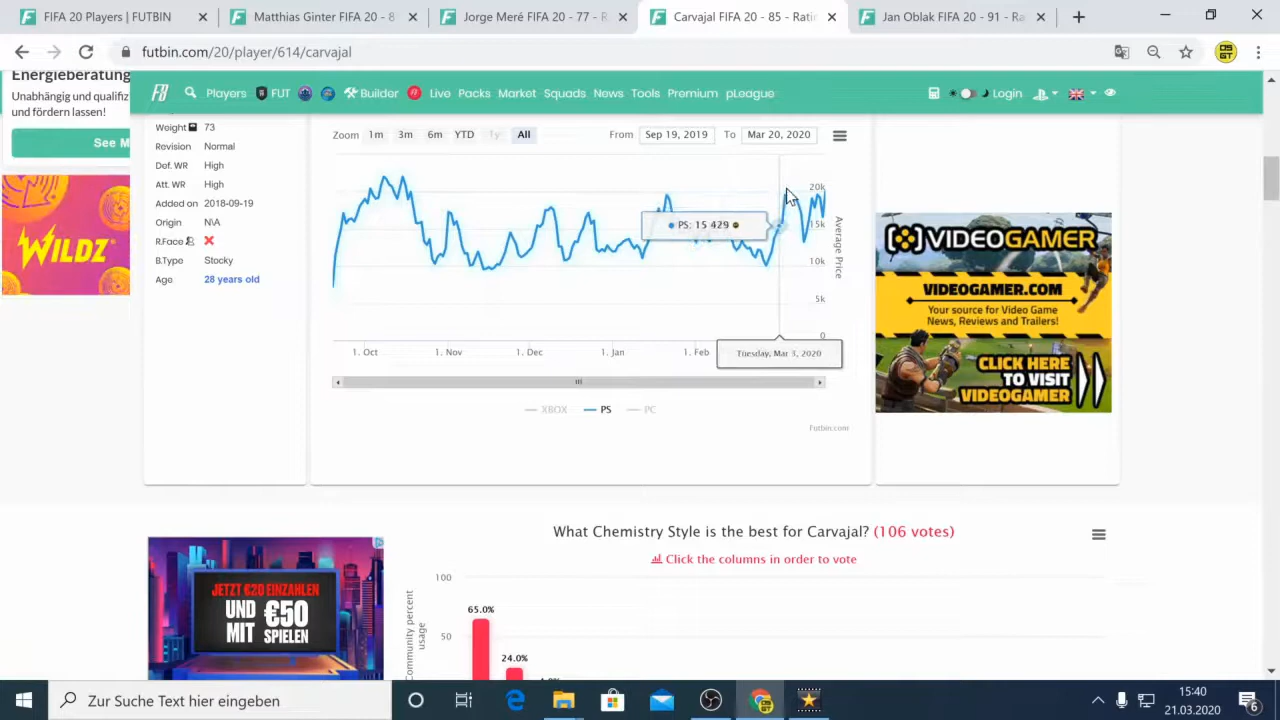 FIFA 20 Players | FUTBIN
Matthias Ginter FIFA 20 - 8
Jorge Meré FIFA 20 - 77 - R
Carvajal FIFA 20 - 85 - Ratin
Jan Oblak FIFA 20 - 91 - Ra
futbin.com/20/player/614/carvajal
Energieberatung
Unabhängig und qualifiz
und fördern lassen!
See M
Players
FUT
Builder
Live
Packs
Market
Squads
News
Tools
Premium
pLeague
Login
Weight 73
Revision Normal
Def. WR High
Att. WR High
Added on 2018-09-19
Origin N\A
R.Face
B.Type Stocky
Age 28 years old
Zoom 1m 3m 6m YTD 1y All
From Sep 19, 2019 To Mar 20, 2020
20k
15k
10k
5k
0
Average Price
PS: 15 429
1. Oct
1. Nov
1. Dec
1. Jan
1. Feb
Tuesday, Mar 3, 2020
XBOX
PS
PC
Futbin.com
WILDZ
VIDEOGAMER
VIDEOGAMER.COM
Your source for Video Game
News, Reviews and Trailers!
CLICK HERE
TO VISIT
VIDEOGAMER
What Chemistry Style is the best for Carvajal? (106 votes)
Click the columns in order to vote
100
50
Community percent
usage
65.0%
24.0%
JETZT €20 EINZAHLEN
UND €50
MIT SPIELEN
Zur Suche Text hier eingeben
15:40
21.03.2020
6